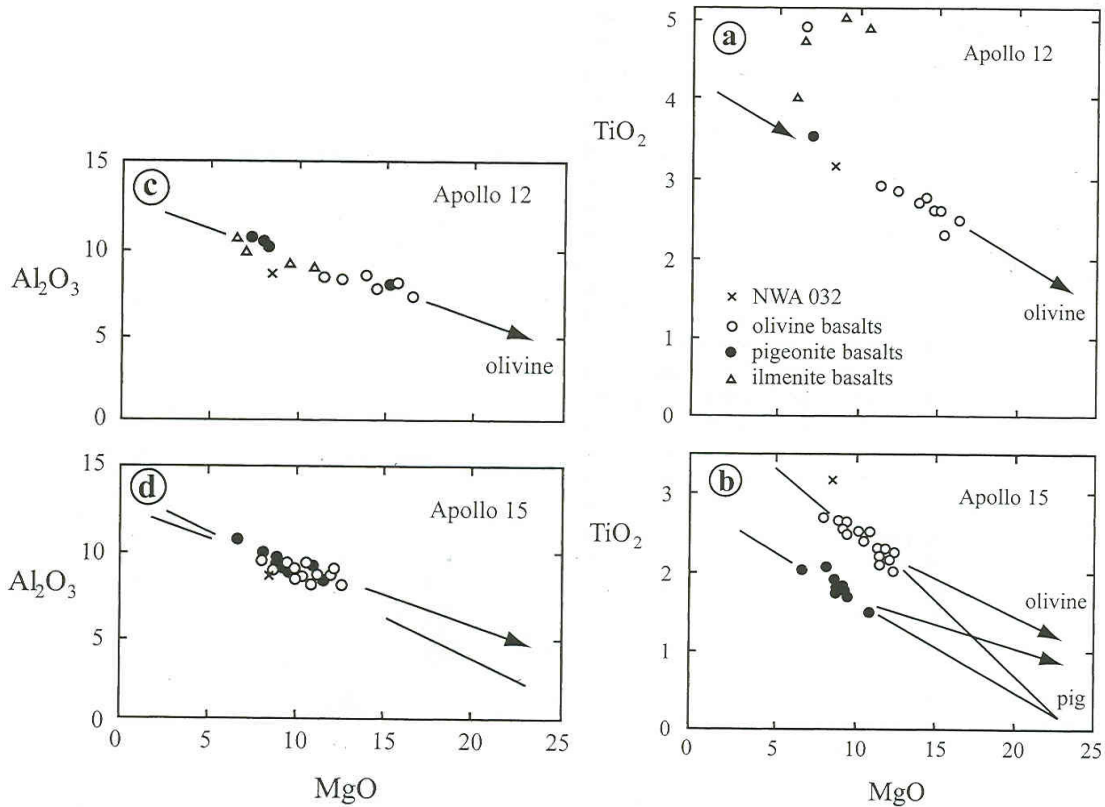 15
c
Apollo 12
10
Al₂O₃
5
olivine
0
15
d
Apollo 15
10
Al₂O₃
5
0
0 5 10 15 20 25
MgO
5
a
Apollo 12
4
TiO₂
3
× NWA 032
○ olivine basalts
● pigeonite basalts
△ ilmenite basalts
olivine
2
1
0
b
Apollo 15
3
TiO₂
2
olivine
1
pig
0
0 5 10 15 20 25
MgO